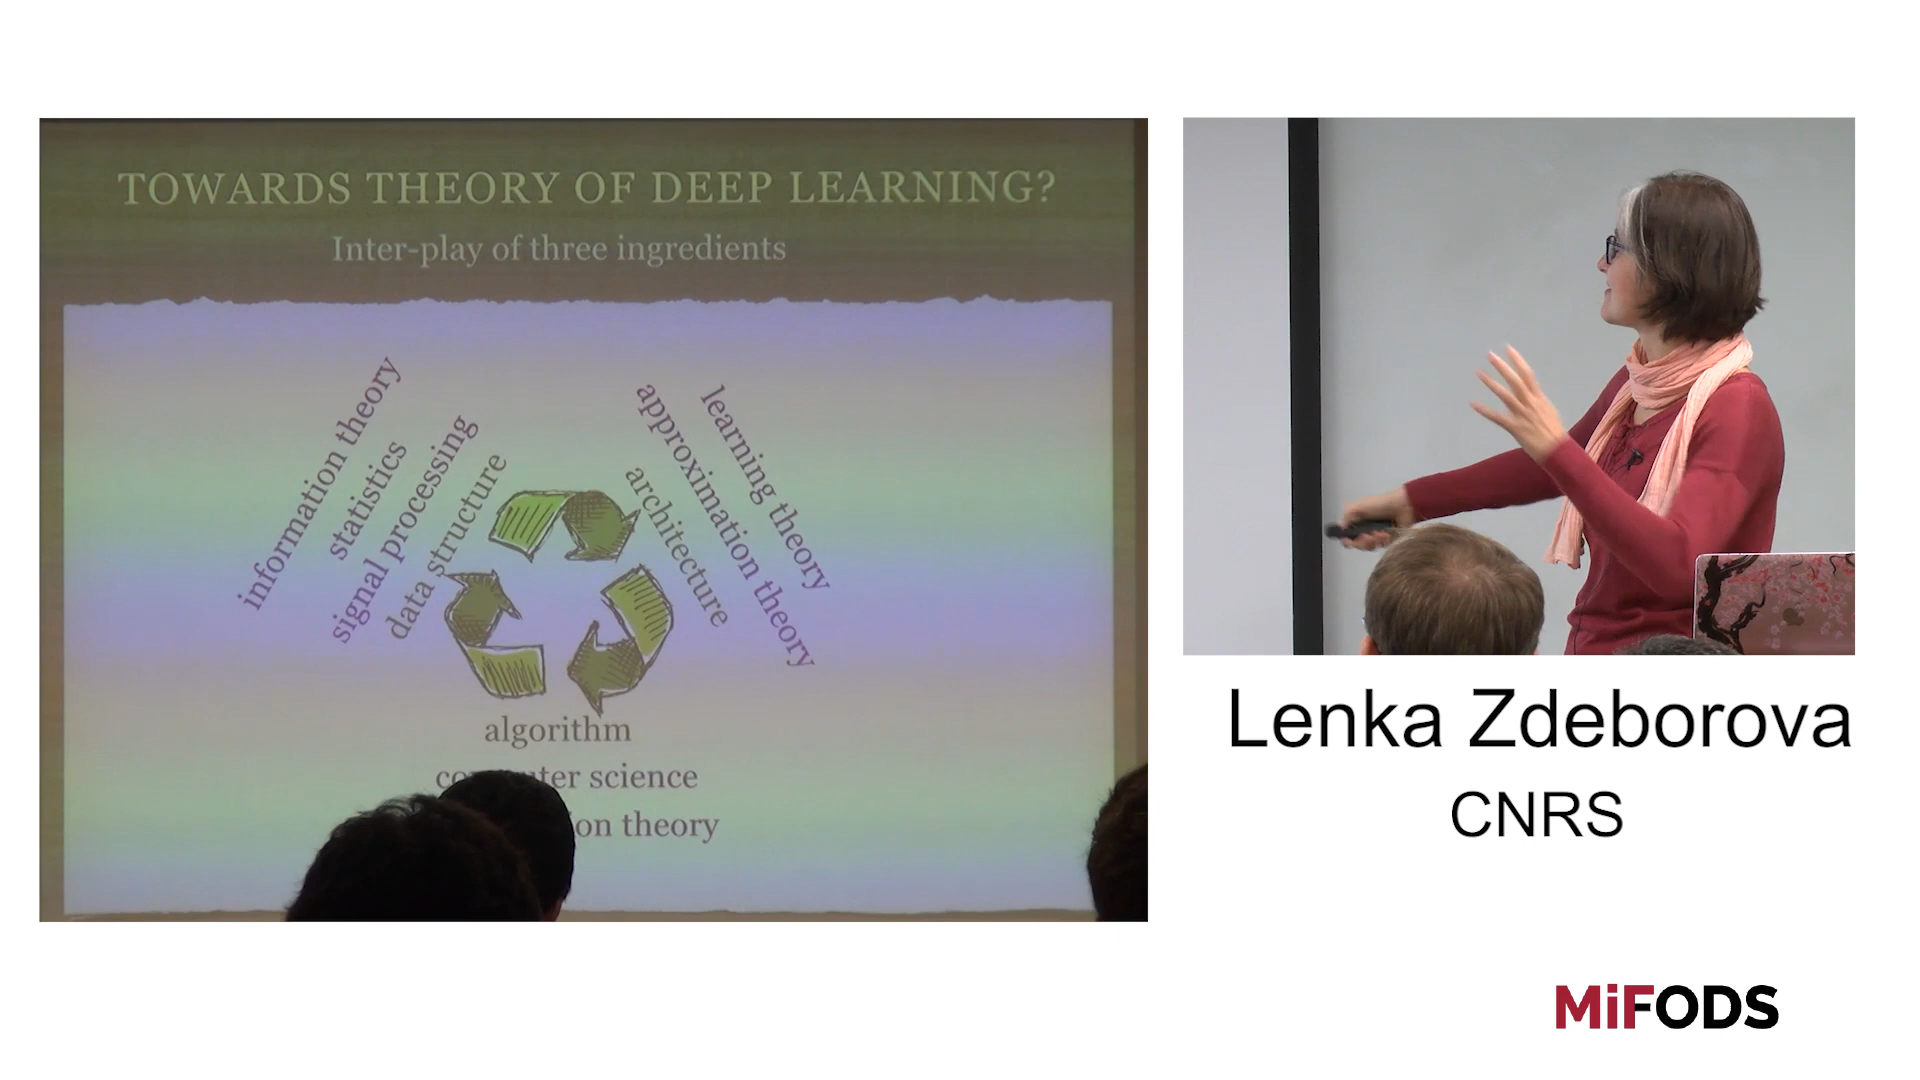 TOWARDS THEORY OF DEEP LEARNING?
Inter-play of three ingredients
information theory
statistics
signal processing
data structure
learning theory
approximation theory
architecture
algorithm
science
theory
Lenka Zdeborova
CNRS
MiFODS